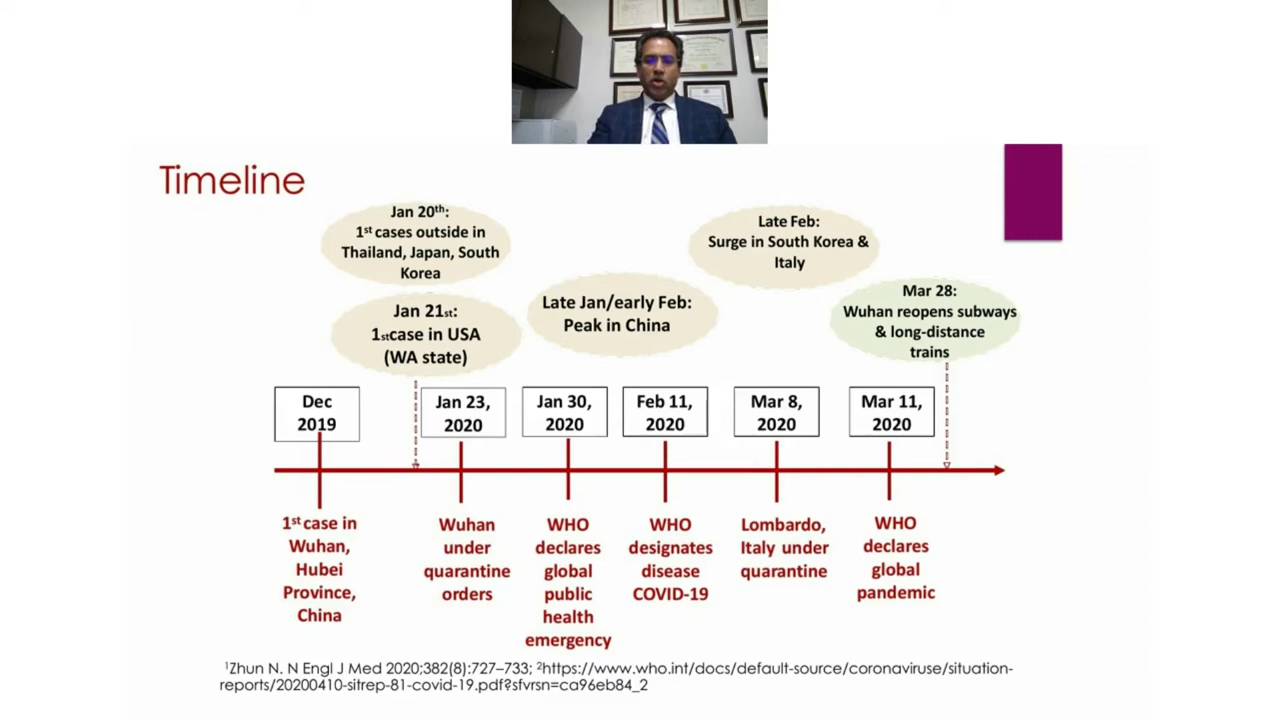 Timeline
Jan 20th:
1st cases outside in
Thailand, Japan, South
Korea
Late Feb:
Surge in South Korea &
Italy
Jan 21st:
1stcase in USA
(WA state)
Late Jan/early Feb:
Peak in China
Mar 28:
Wuhan reopens subways
& long-distance
trains
Dec
2019
Jan 23,
2020
Jan 30,
2020
Feb 11,
2020
Mar 8,
2020
Mar 11,
2020
1st case in
Wuhan,
Hubei
Province,
China
Wuhan
under
quarantine
orders
WHO
declares
global
public
health
emergency
WHO
designates
disease
COVID-19
Lombardo,
Italy under
quarantine
WHO
declares
global
pandemic
1Zhun N. N Engl J Med 2020;382(8):727–733; 2https://www.who.int/docs/default-source/coronaviruse/situation-
reports/20200410-sitrep-81-covid-19.pdf?sfvrsn=ca96eb84_2